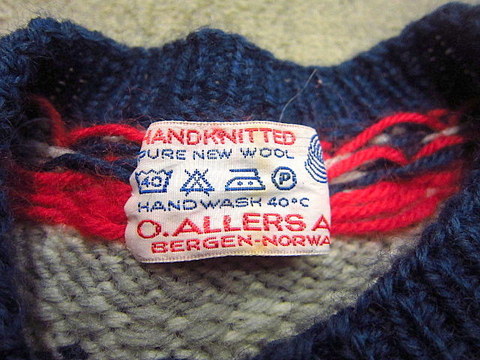 HANDKNITTED
PURE NEW WOOL
40 P
HANDWASH 40°C
O. ALLERS A
BERGEN-NORWA